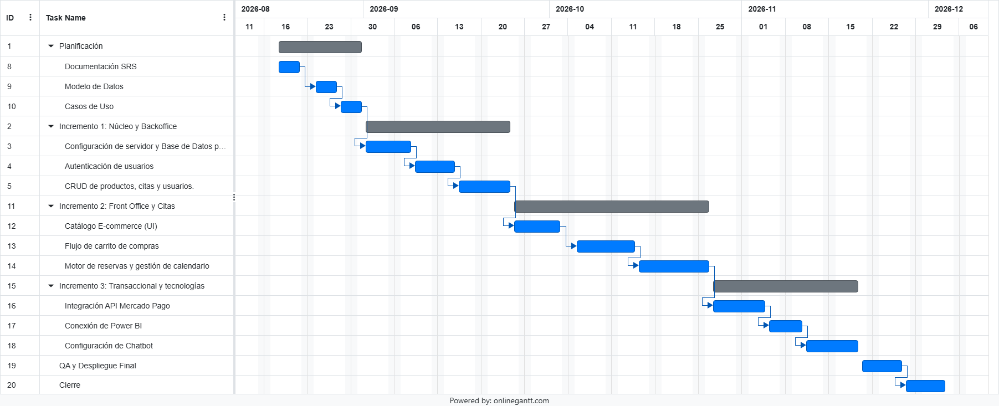 ID Task Name 2026-08 2026-09 2026-10 2026-11 2026-12
11 16 23 30 06 13 20 27 04 11 18 25 01 08 15 22 29 06
1 Planificación
8 Documentación SRS
9 Modelo de Datos
10 Casos de Uso
2 Incremento 1: Núcleo y Backoffice
3 Configuración de servidor y Base de Datos p...
4 Autenticación de usuarios
5 CRUD de productos, citas y usuarios.
11 Incremento 2: Front Office y Citas
12 Catálogo E-commerce (UI)
13 Flujo de carrito de compras
14 Motor de reservas y gestión de calendario
15 Incremento 3: Transaccional y tecnologías
16 Integración API Mercado Pago
17 Conexión de Power BI
18 Configuración de Chatbot
19 QA y Despliegue Final
20 Cierre
Powered by: onlinegantt.com